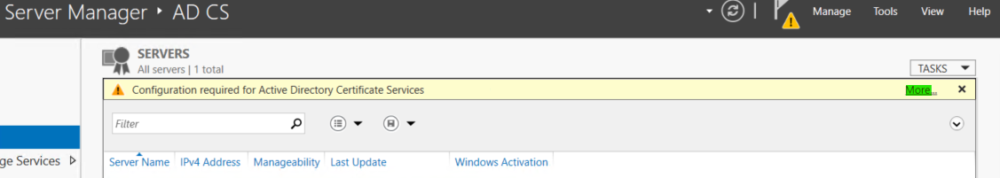 Server Manager ‣ AD CS
Manage Tools View Help
SERVERS
All servers | 1 total
TASKS
Configuration required for Active Directory Certificate Services More...
Filter
ge Services
Server Name IPv4 Address Manageability Last Update Windows Activation